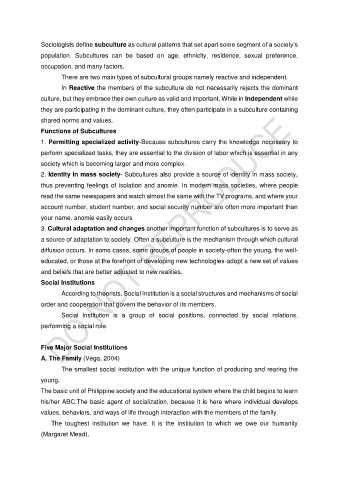 Sociologists define subculture as cultural patterns that set apart some segment of a society's
population. Subcultures can be based on age, ethnicity, residence, sexual preference,
occupation, and many factors.
There are two main types of subcultural groups namely reactive and independent.
In Reactive the members of the subculture do not necessarily rejects the dominant
culture, but they embrace their own culture as valid and important. While in Independent while
they are participating in the dominant culture, they often participate in a subculture containing
shared norms and values.
Functions of Subcultures
1. Permitting specialized activity-Because subcultures carry the knowledge necessary to
perform specialized tasks, they are essential to the division of labor which is essential in any
society which is becoming larger and more complex.
2. Identity in mass society- Subcultures also provide a source of identity in mass society,
thus preventing feelings of isolation and anomie. In modern mass societies, where people
read the same newspapers and watch almost the same with the TV programs, and where your
account number, student number, and social security number are often more important than
your name, anomie easily occurs
3. Cultural adaptation and changes another important function of subcultures is to serve as
a source of adaptation to society. Often a subculture is the mechanism through which cultural
diffusion occurs. In some cases, some groups of people in society-often the young, the well-
educated, or those at the forefront of developing new technologies-adopt a new set of values
and beliefs that are better adjusted to new realities.
Social Institutions
According to theorists, Social Institution is a social structures and mechanisms of social
order and cooperation that govern the behavior of its members.
Social Institution is a group of social positions, connected by social relations,
performing a social role.
Five Major Social Institutions
A. The Family (Vega, 2004)
The smallest social institution with the unique function of producing and rearing the
young.
The basic unit of Philippine society and the educational system where the child begins to learn
his/her ABC.The basic agent of socialization, because it is here where individual develops
values, behaviors, and ways of life through interaction with the members of the family.
The toughest institution we have. It is the institution to which we owe our humanity
(Margaret Mead).
DO NOT REPRODUCE